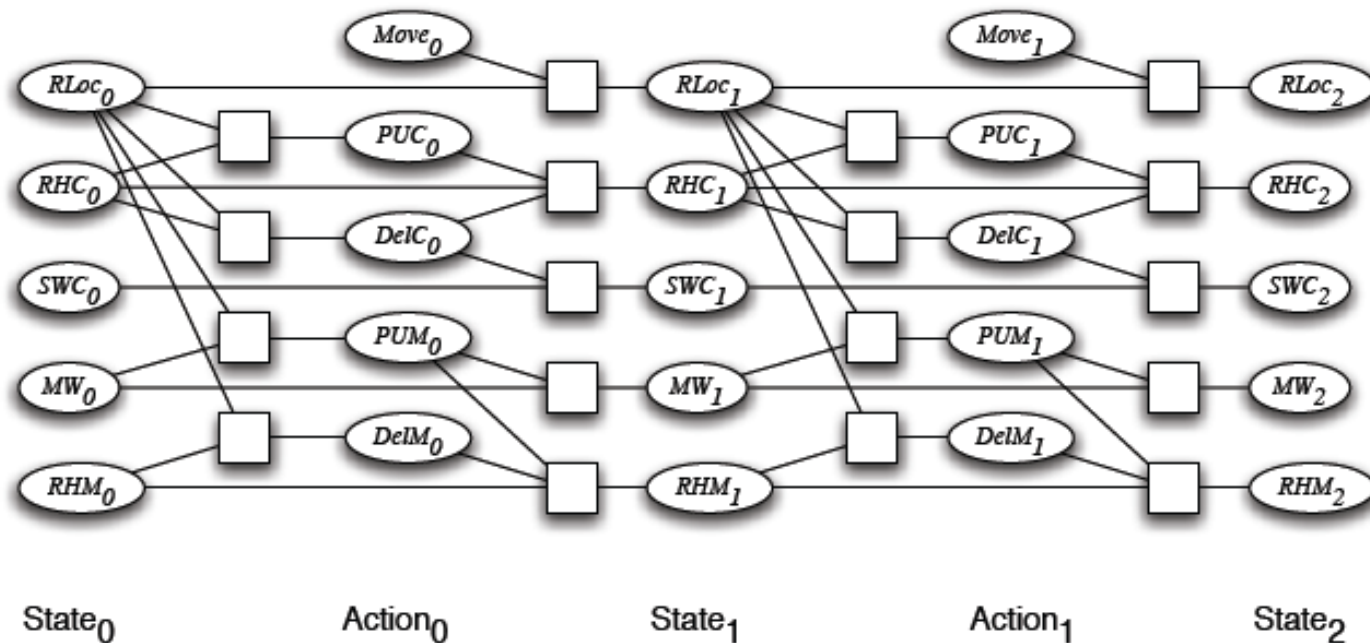 Move0 Move1
RLoc0 RLoc1 RLoc2
PUC0 PUC1
RHC0 RHC1 RHC2
DelC0 DelC1
SWC0 SWC1 SWC2
PUM0 PUM1
MW0 MW1 MW2
DelM0 DelM1
RHM0 RHM1 RHM2
State0 Action0 State1 Action1 State2